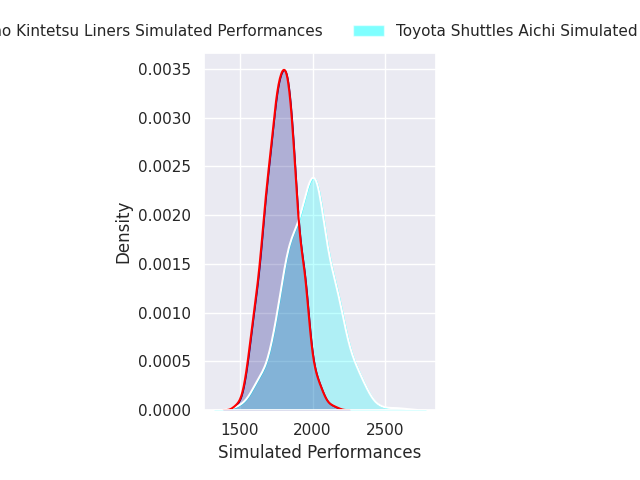 Kintetsu Liners Simulated Performances
Toyota Shuttles Aichi Simulated
0.0035
0.0030
0.0025
0.0020
0.0015
0.0010
0.0005
0.0000
Density
1500 2000 2500
Simulated Performances